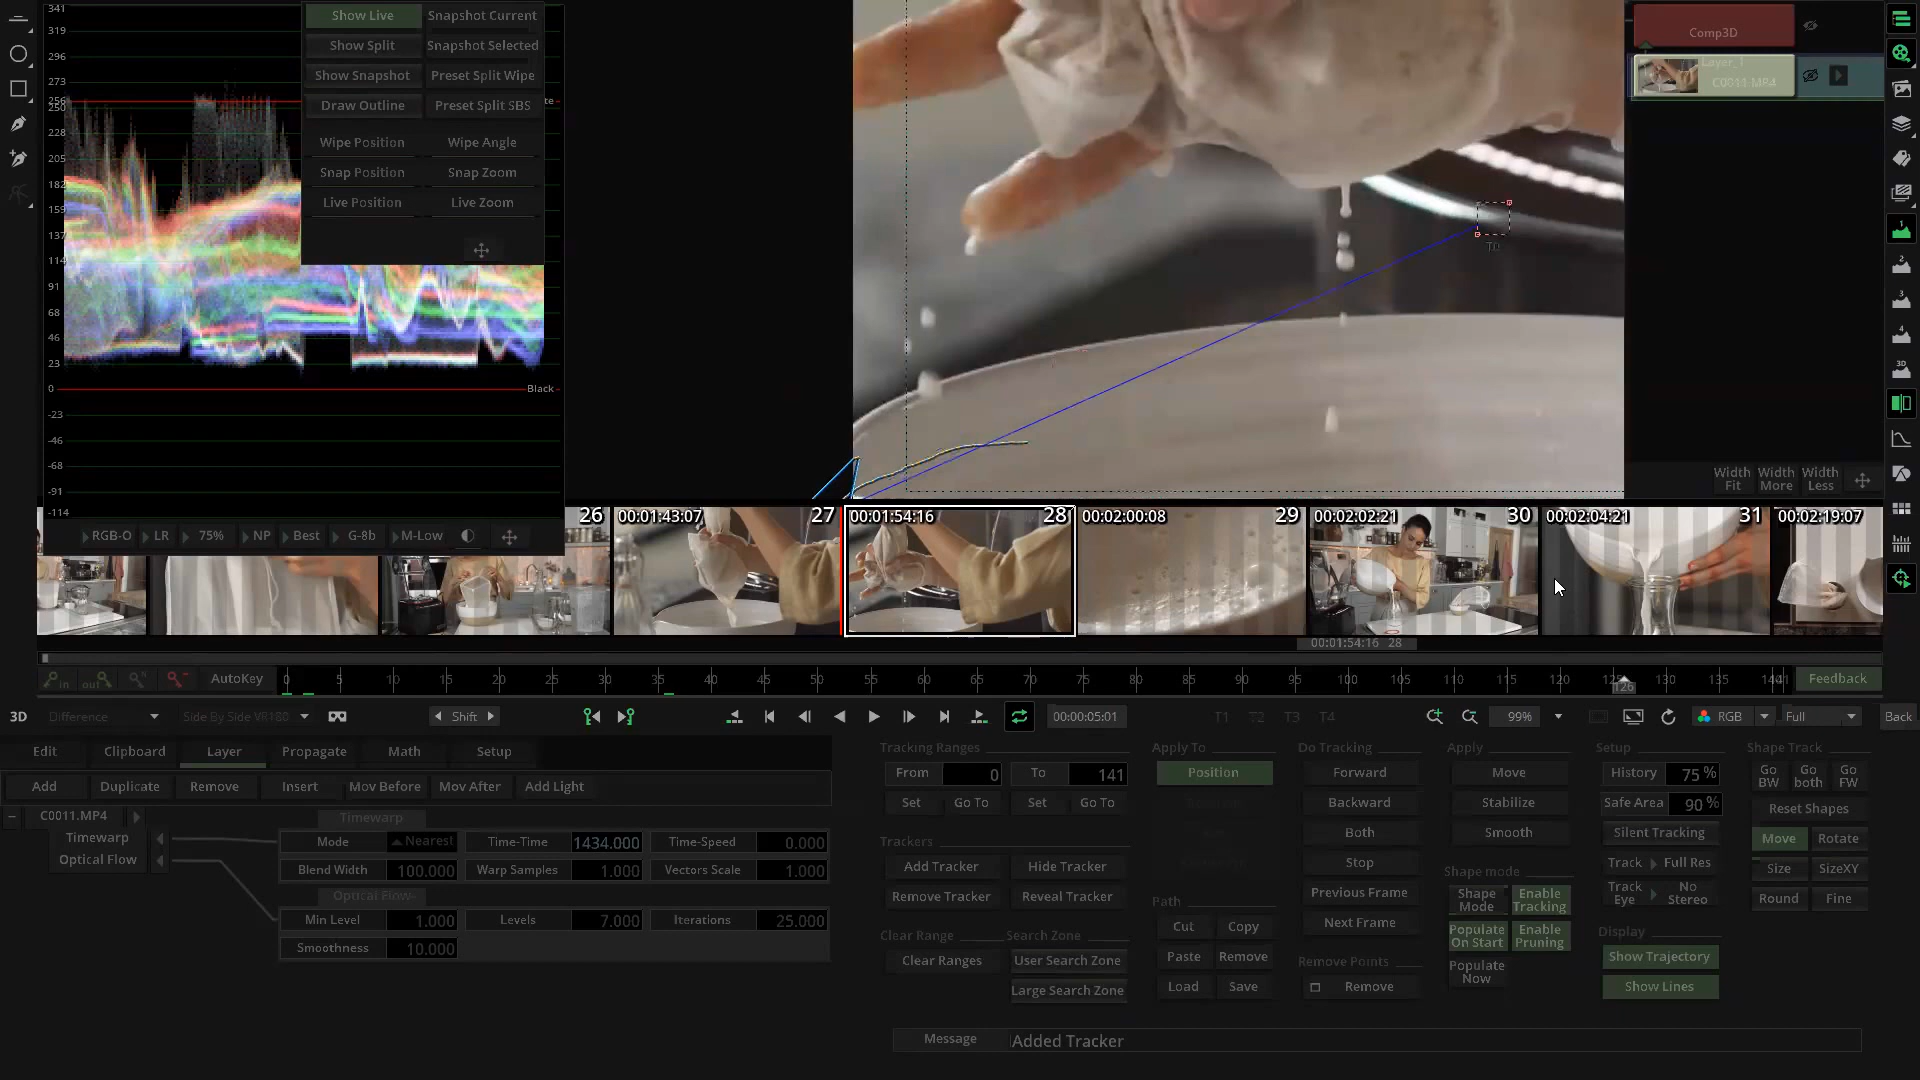 341
319
296
273
256
250
228
205
182
159
137
114
91
68
46
23
0
-23
-46
-68
-91
-114
Black
Show Live Snapshot Current
Show Split Snapshot Selected
Show Snapshot Preset Split Wipe
Draw Outline Preset Split SBS
Wipe Position Wipe Angle
Snap Position Snap Zoom
Live Position Live Zoom
RGB-O LR 75% NP Best G-8b M-Low
Comp3D
Layer_1
C0011.MP4
1
2
3
4
3D
Width Fit Width More Width Less
26 00:01:43:07 27 00:01:54:16 28 00:02:00:08 29 00:02:02:21 30 00:02:04:21 31 00:02:19:07
00:01:54:16 28
in out AutoKey 0 5 10 15 20 25 30 35 40 45 50 55 60 65 70 75 80 85 90 95 100 105 110 115 120 126 130 135 Feedback
3D Difference Side By Side VR180 Shift 00:00:05:01 T1 T2 T3 T4 99% RGB Full Back
Edit Clipboard Layer Propagate Math Setup
Add Duplicate Remove Insert Mov Before Mov After Add Light
C0011.MP4 Timewarp
Timewarp Mode Nearest Time-Time 1434.000 Time-Speed 0.000
Optical Flow Blend Width 100.000 Warp Samples 1.000 Vectors Scale 1.000
Optical Flow
Min Level 1.000 Levels 7.000 Iterations 25.000
Smoothness 10.000
Tracking Ranges Apply To Do Tracking Apply Setup Shape Track
From 0 To 141 Position Forward Move History 75 % Go BW Go both Go FW
Set Go To Set Go To Backward Stabilize Safe Area 90 % Reset Shapes
Trackers Both Smooth Silent Tracking Move Rotate
Add Tracker Hide Tracker Stop Shape mode Track Full Res Size SizeXY
Remove Tracker Reveal Tracker Path Previous Frame Shape Mode Enable Tracking Track Eye No Stereo Round Fine
Clear Range Search Zone Cut Copy Next Frame Populate On Start Enable Pruning Display
Clear Ranges User Search Zone Paste Remove Remove Points Populate Now Show Trajectory
Large Search Zone Load Save Remove Show Lines
Message Added Tracker